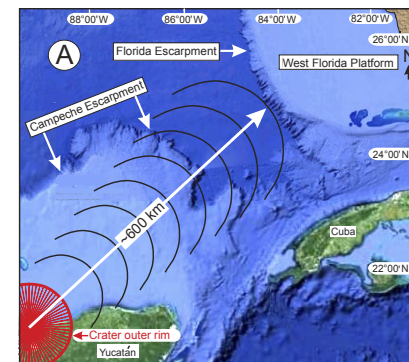 88°00'W
86°00'W
84°00'W
82°00'W
A
Florida Escarpment
26°00'N
West Florida Platform
Campeche Escarpment
24°00'N
~600 km
Cuba
22°00'N
Crater outer rim
Yucatán